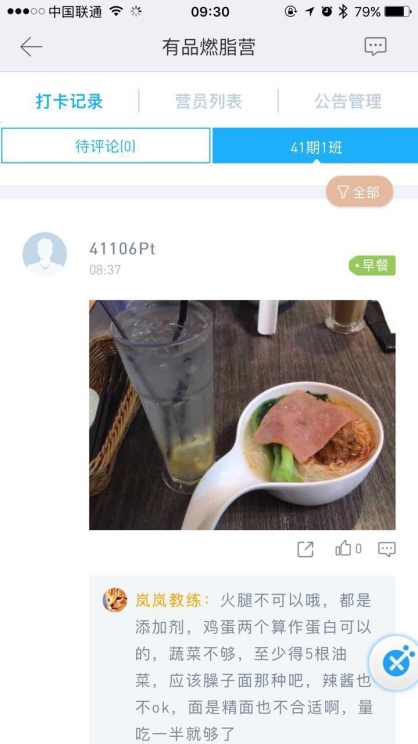 中国联通 09:30 79%
有品燃脂营
打卡记录 营员列表 公告管理
待评论(0) 41期1班
全部
41106Pt
08:37 早餐
0
岚岚教练：火腿不可以哦，都是
添加剂，鸡蛋两个算作蛋白可以
的，蔬菜不够，至少得5根油
菜，应该臊子面那种吧，辣酱也
不ok，面是精面也不合适啊，量
吃一半就够了